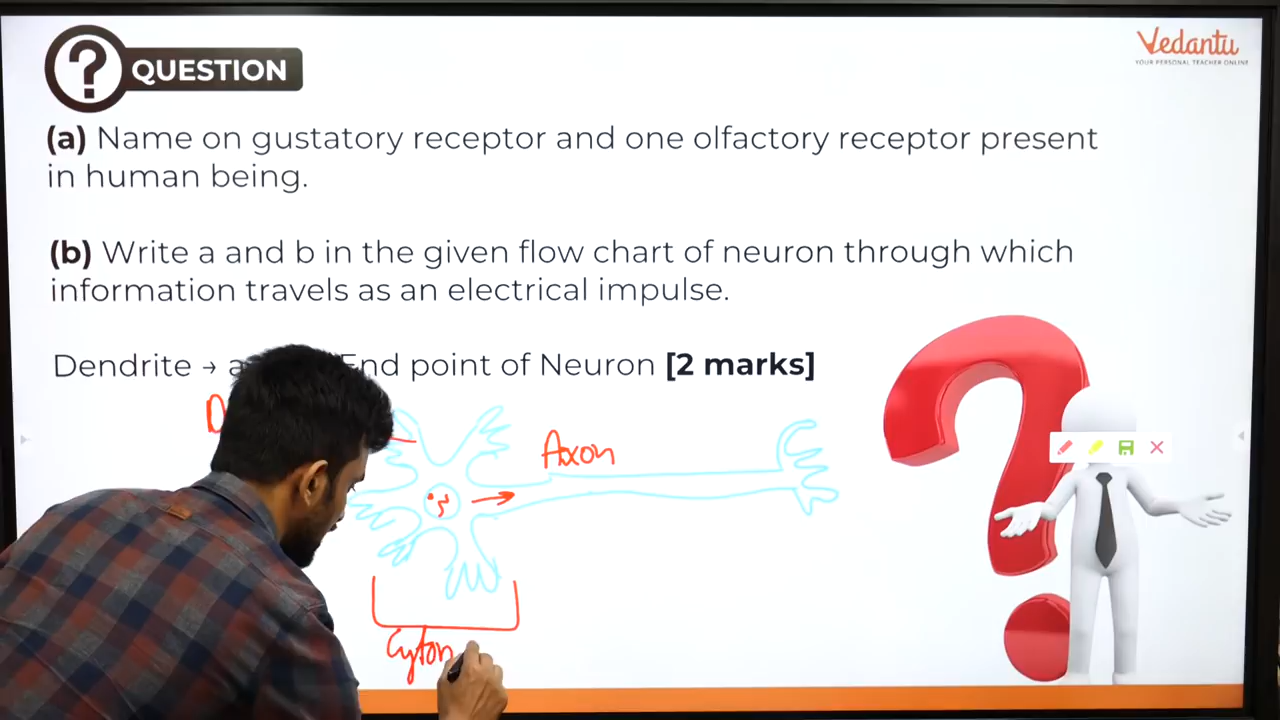 ? QUESTION
Vedantu
YOUR PERSONAL TEACHER ONLINE
(a) Name on gustatory receptor and one olfactory receptor present
in human being.
(b) Write a and b in the given flow chart of neuron through which
information travels as an electrical impulse.
Dendrite → a End point of Neuron [2 marks]
D
Axon
Cyton